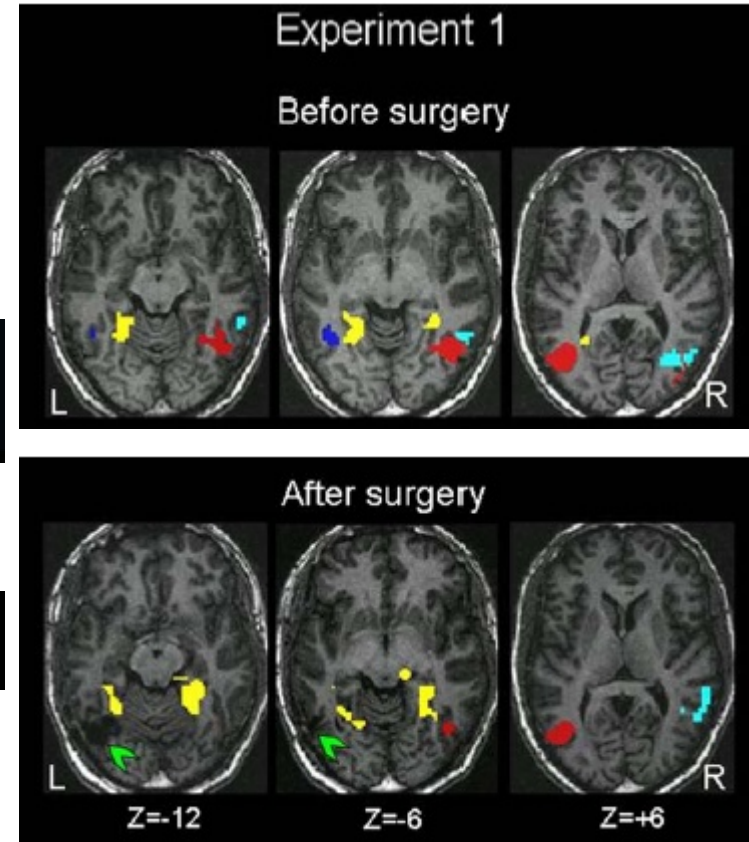 Experiment 1
Before surgery
L
R
After surgery
L
R
Z=-12
Z=-6
Z=+6